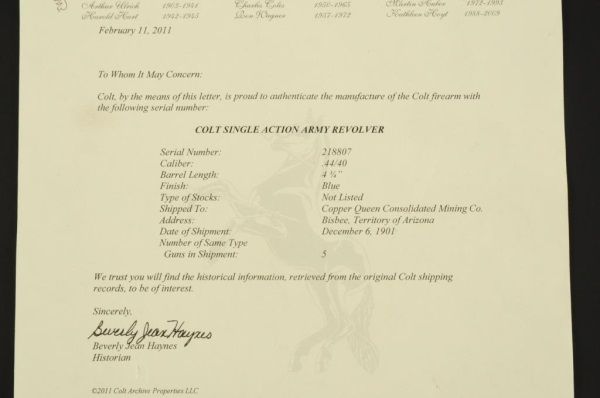 Arthur Ulrich 1903-1941 Charles Coles 1950-1965 Martin Huber 1972-1993
Harold Hart 1942-1945 Don Wagner 1957-1972 Kathleen Hoyt 1988-2009
February 11, 2011
To Whom It May Concern:
Colt, by the means of this letter, is proud to authenticate the manufacture of the Colt firearm with
the following serial number:
COLT SINGLE ACTION ARMY REVOLVER
Serial Number: 218807
Caliber: .44/40
Barrel Length: 4 ¾"
Finish: Blue
Type of Stocks: Not Listed
Shipped To: Copper Queen Consolidated Mining Co.
Address: Bisbee, Territory of Arizona
Date of Shipment: December 6, 1901
Number of Same Type
Guns in Shipment: 5
We trust you will find the historical information, retrieved from the original Colt shipping
records, to be of interest.
Sincerely,
Beverly Jean Haynes
Beverly Jean Haynes
Historian
©2011 Colt Archive Properties LLC